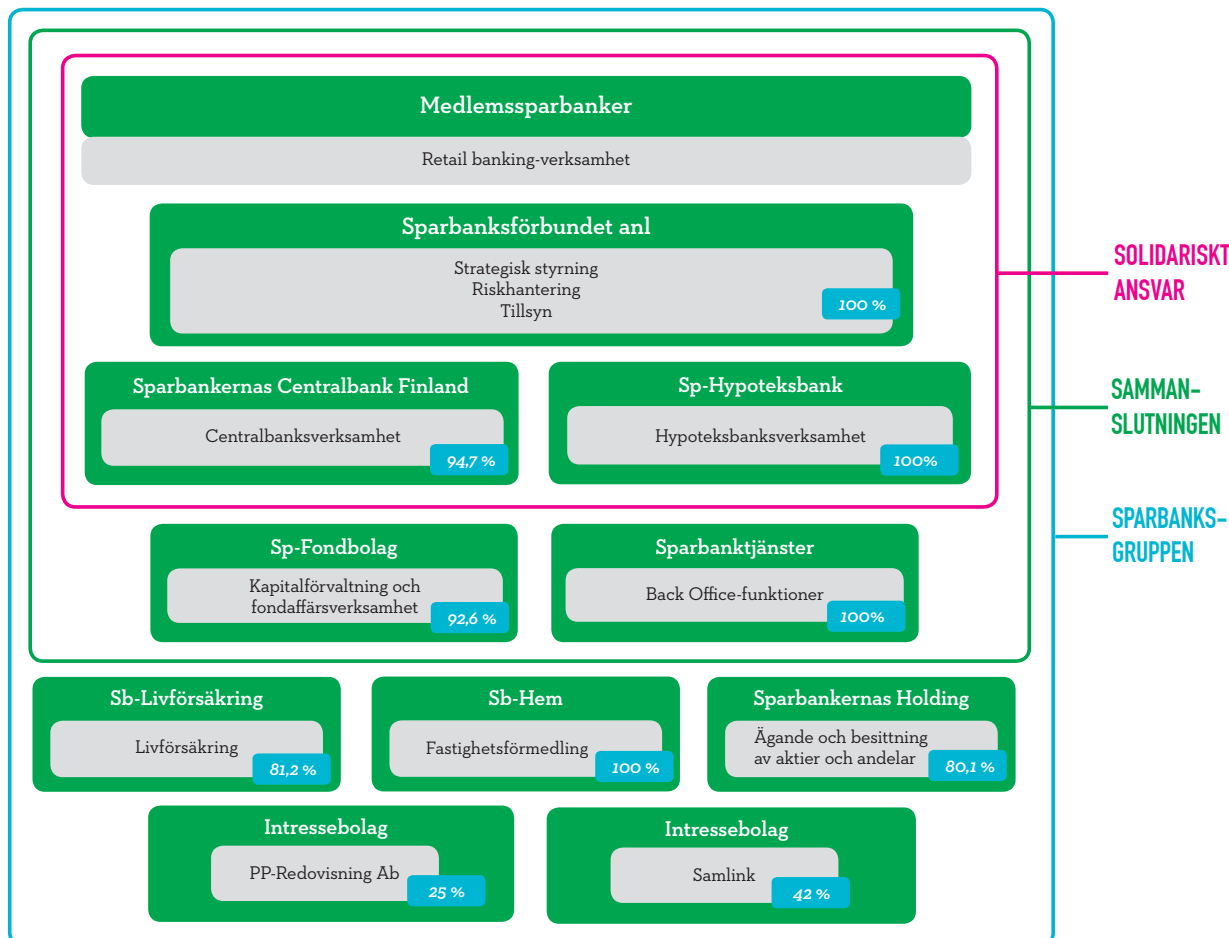 Medlemssparbanker
Retail banking-verksamhet
Sparbanksförbundet anl
Strategisk styrning
Riskhantering
Tillsyn
100 %
Sparbankernas Centralbank Finland
Centralbanksverksamhet
94,7 %
Sp-Hypoteksbank
Hypoteksbanksverksamhet
100%
Sp-Fondbolag
Kapitalförvaltning och
fondaffärsverksamhet
92,6 %
Sparbanktjänster
Back Office-funktioner
100%
Sb-Livförsäkring
Livförsäkring
81,2 %
Sb-Hem
Fastighetsförmedling
100 %
Sparbankernas Holding
Ägande och besittning
av aktier och andelar
80,1 %
Intressebolag
PP-Redovisning Ab
25 %
Intressebolag
Samlink
42 %
SOLIDARISKT
ANSVAR
SAMMAN-
SLUTNINGEN
SPARBANKS-
GRUPPEN